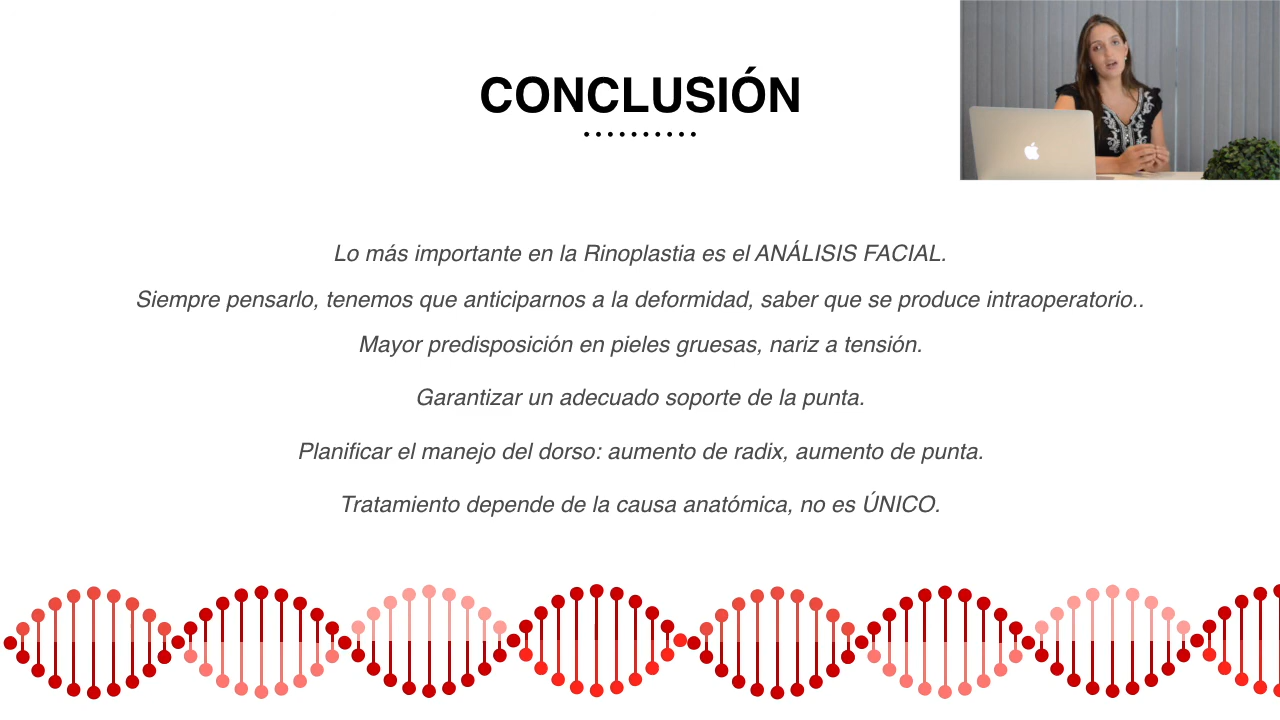 CONCLUSIÓN
Lo más importante en la Rinoplastia es el ANÁLISIS FACIAL.
Siempre pensarlo, tenemos que anticiparnos a la deformidad, saber que se produce intraoperatorio..
Mayor predisposición en pieles gruesas, nariz a tensión.
Garantizar un adecuado soporte de la punta.
Planificar el manejo del dorso: aumento de radix, aumento de punta.
Tratamiento depende de la causa anatómica, no es ÚNICO.